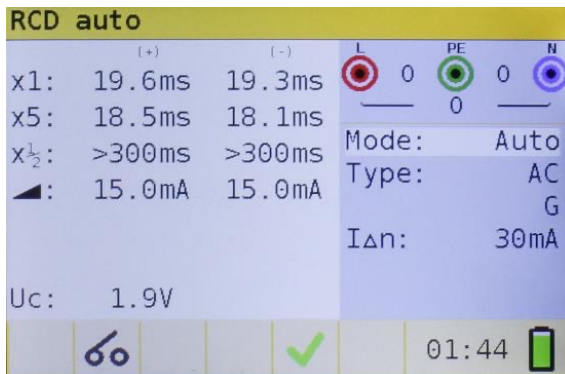 RCD auto
(+) (-)
x1: 19.6ms 19.3ms
x5: 18.5ms 18.1ms
x½: >300ms >300ms
◢: 15.0mA 15.0mA
Uc: 1.9V
L PE N
0 0
0
Mode: Auto
Type: AC
G
I∆n: 30mA
01:44